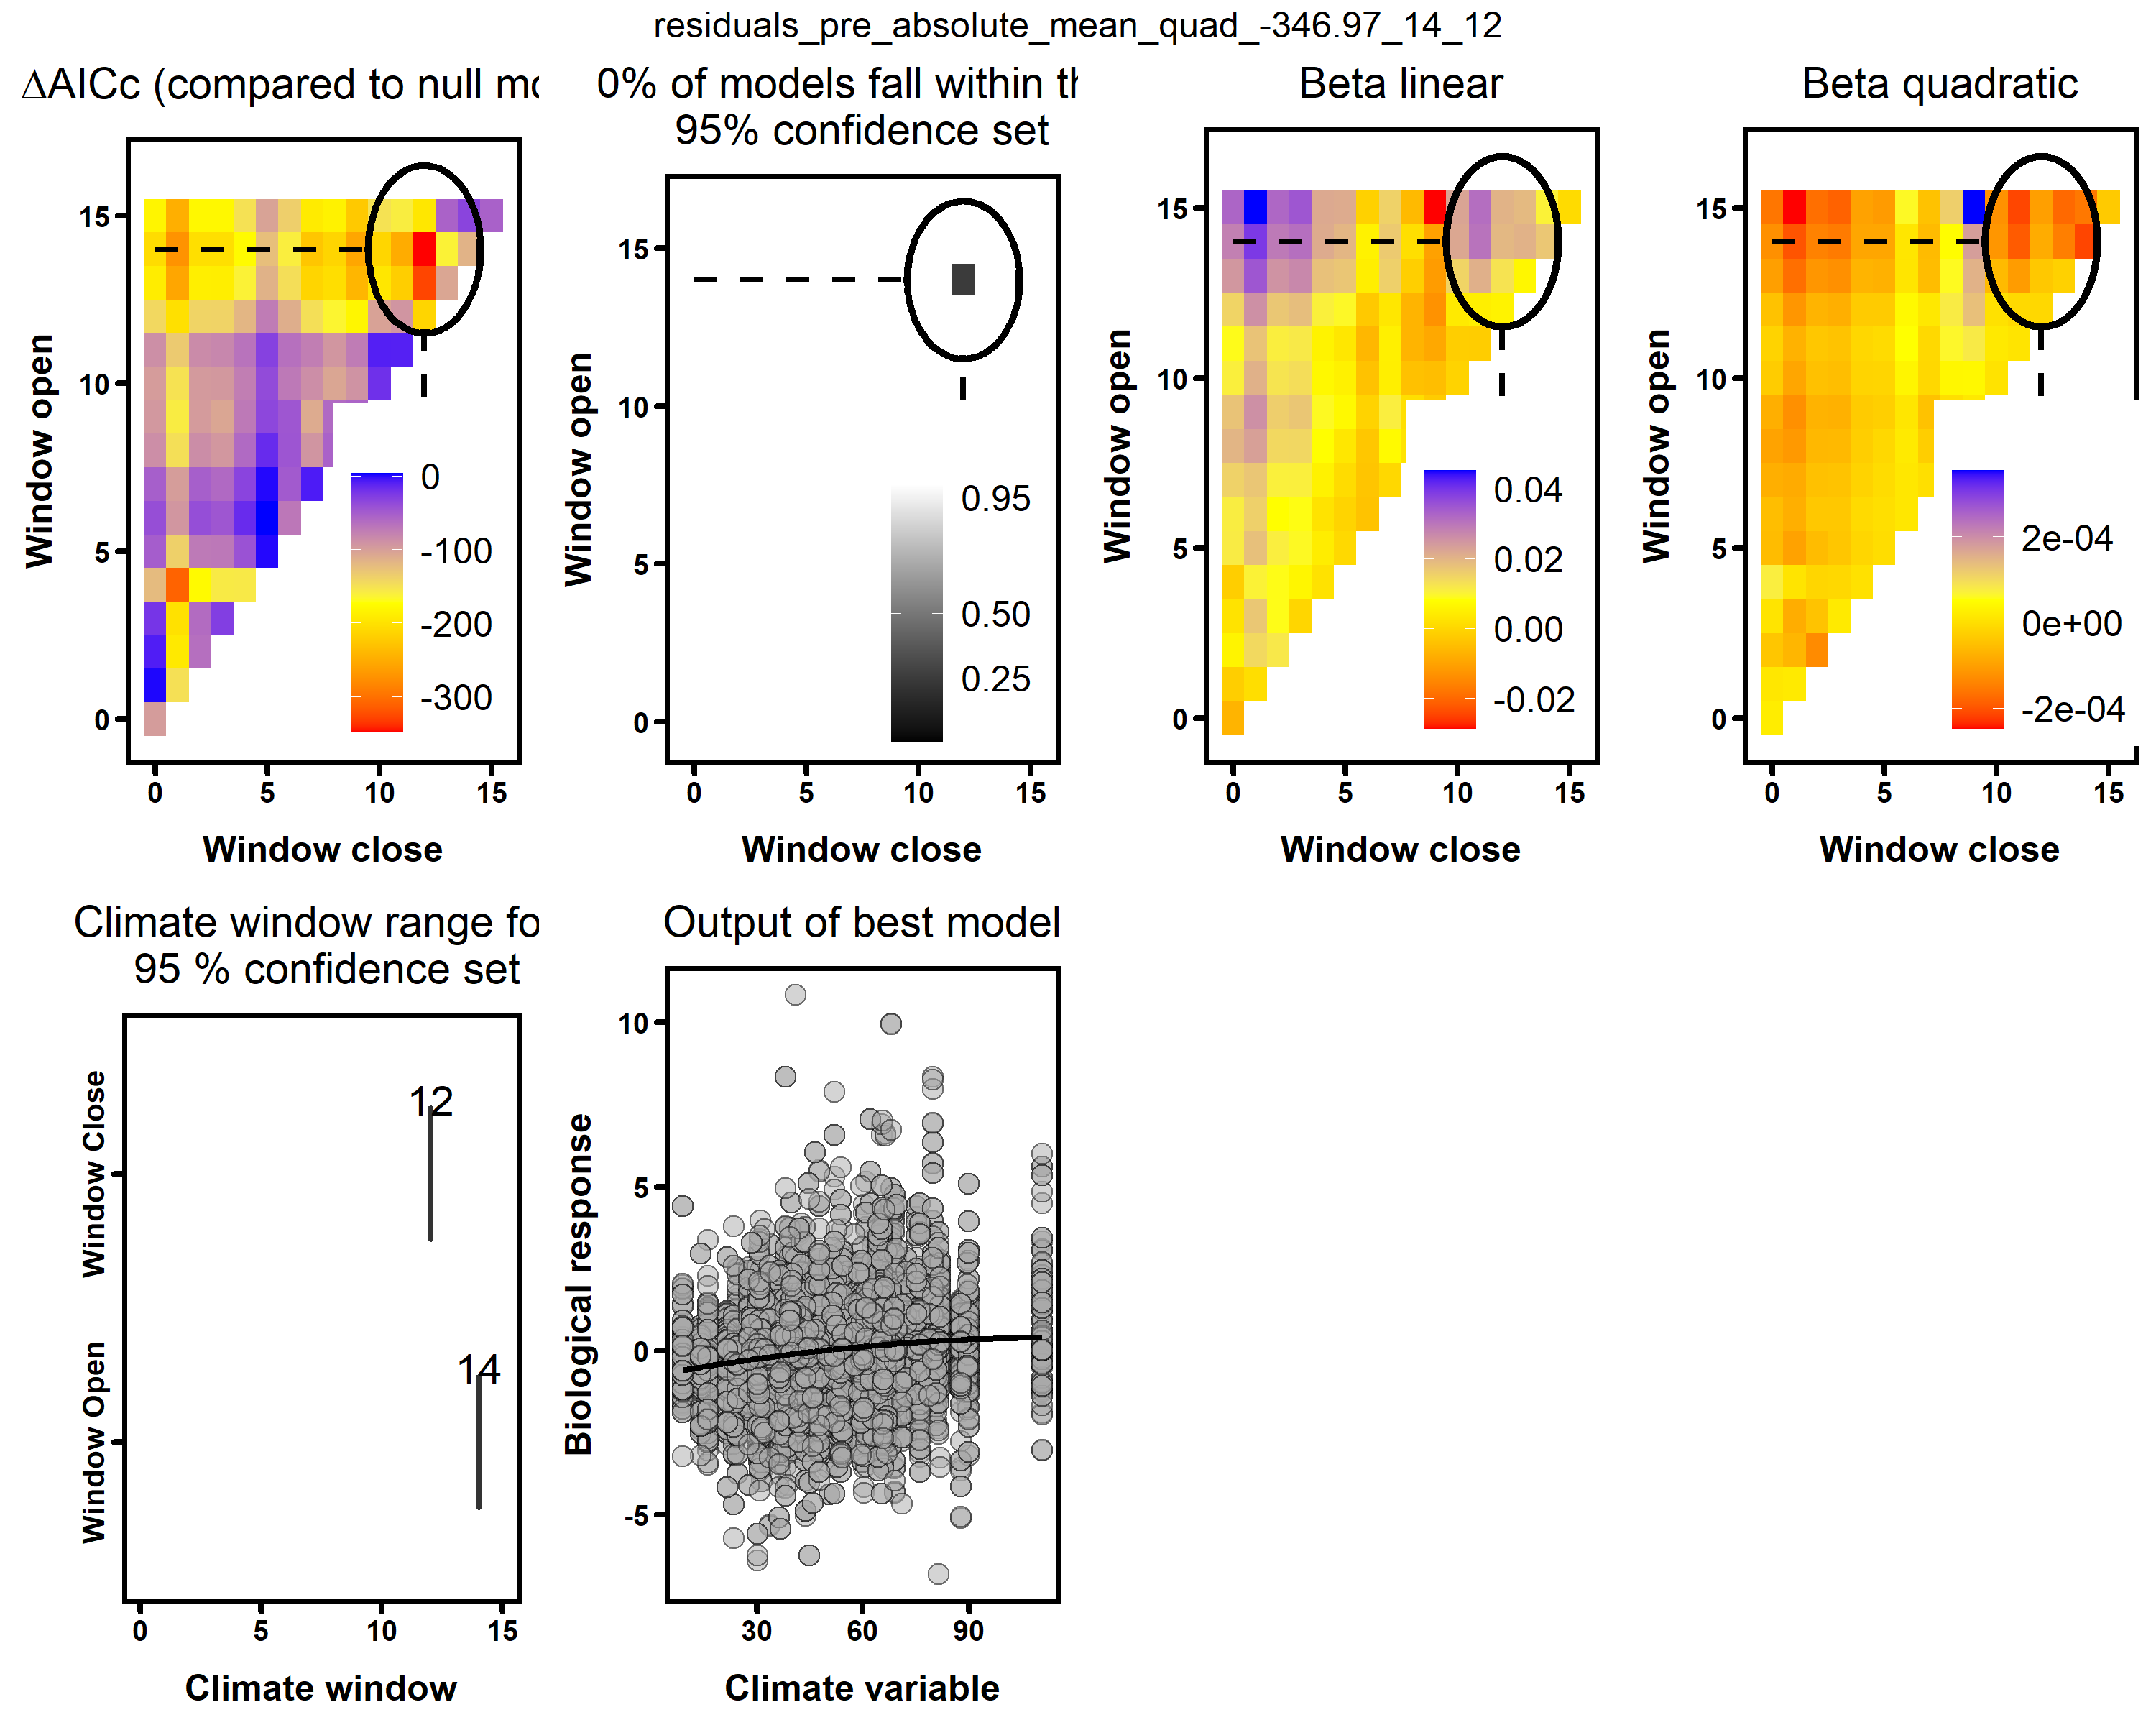 residuals_pre_absolute_mean_quad_-346.97_14_12
ΔAICc (compared to null mo
15
10
5
0
0
-100
-200
-300
0 5 10 15
Window open
Window close
0% of models fall within th
95% confidence set
15
10
5
0
0.95
0.50
0.25
0 5 10 15
Window open
Window close
Beta linear
15
10
5
0
0.04
0.02
0.00
-0.02
0 5 10 15
Window open
Window close
Beta quadratic
15
10
5
0
2e-04
0e+00
-2e-04
0 5 10 15
Window open
Window close
Climate window range fo
95 % confidence set
Window Close
Window Open
12
14
0 5 10 15
Climate window
Output of best model
10
5
0
-5
30 60 90
Biological response
Climate variable